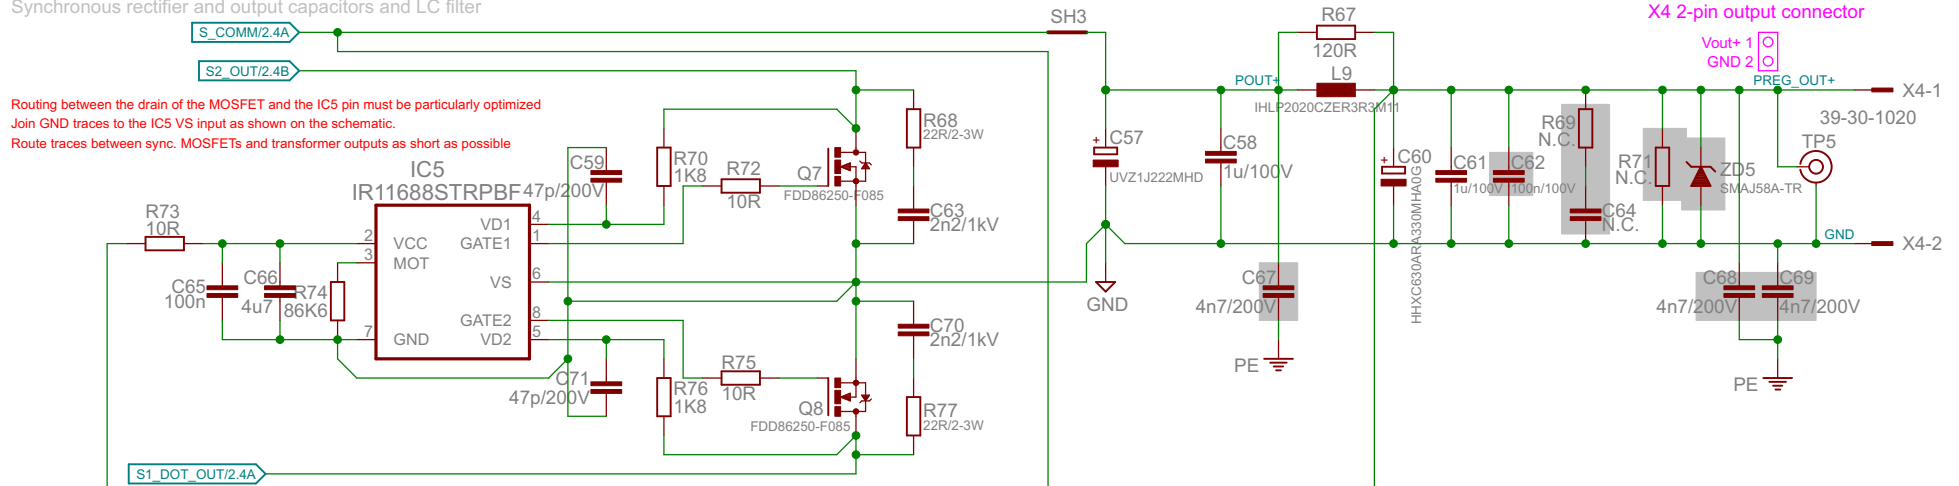 Synchronous rectifier and output capacitors and LC filter
S_COMM/2.4A
S2_OUT/2.4B
Routing between the drain of the MOSFET and the IC5 pin must be particularly optimized
Join GND traces to the IC5 VS input as shown on the schematic.
Route traces between sync. MOSFETs and transformer outputs as short as possible
IC5
IR11688STRPBF
C59
47p/200V
R70
1K8
R72
10R
Q7
FDD86250-F085
R68
22R/2-3W
C63
2n2/1kV
R73
10R
C65
100n
C66
4u7
R74
86K6
2
VCC
3
MOT
7
GND
VD1
4
GATE1
1
VS
6
GATE2
8
VD2
5
C71
47p/200V
R76
1K8
R75
10R
Q8
FDD86250-F085
C70
2n2/1kV
R77
22R/2-3W
S1_DOT_OUT/2.4A
SH3
C57
+
UVZ1J222MHD
GND
C58
1u/100V
POUT+
R67
120R
L9
IHLP2020CZER3R3M11
C67
4n7/200V
PE
C60
+
HHXC630ARA330MHA0G
C61
1u/100V
C62
100n/100V
R69
N.C.
C64
N.C.
R71
N.C.
ZD5
SMAJ58A-TR
X4 2-pin output connector
Vout+ 1
GND 2
PREG_OUT+
X4-1
39-30-1020
TP5
GND
X4-2
C68
4n7/200V
C69
4n7/200V
PE